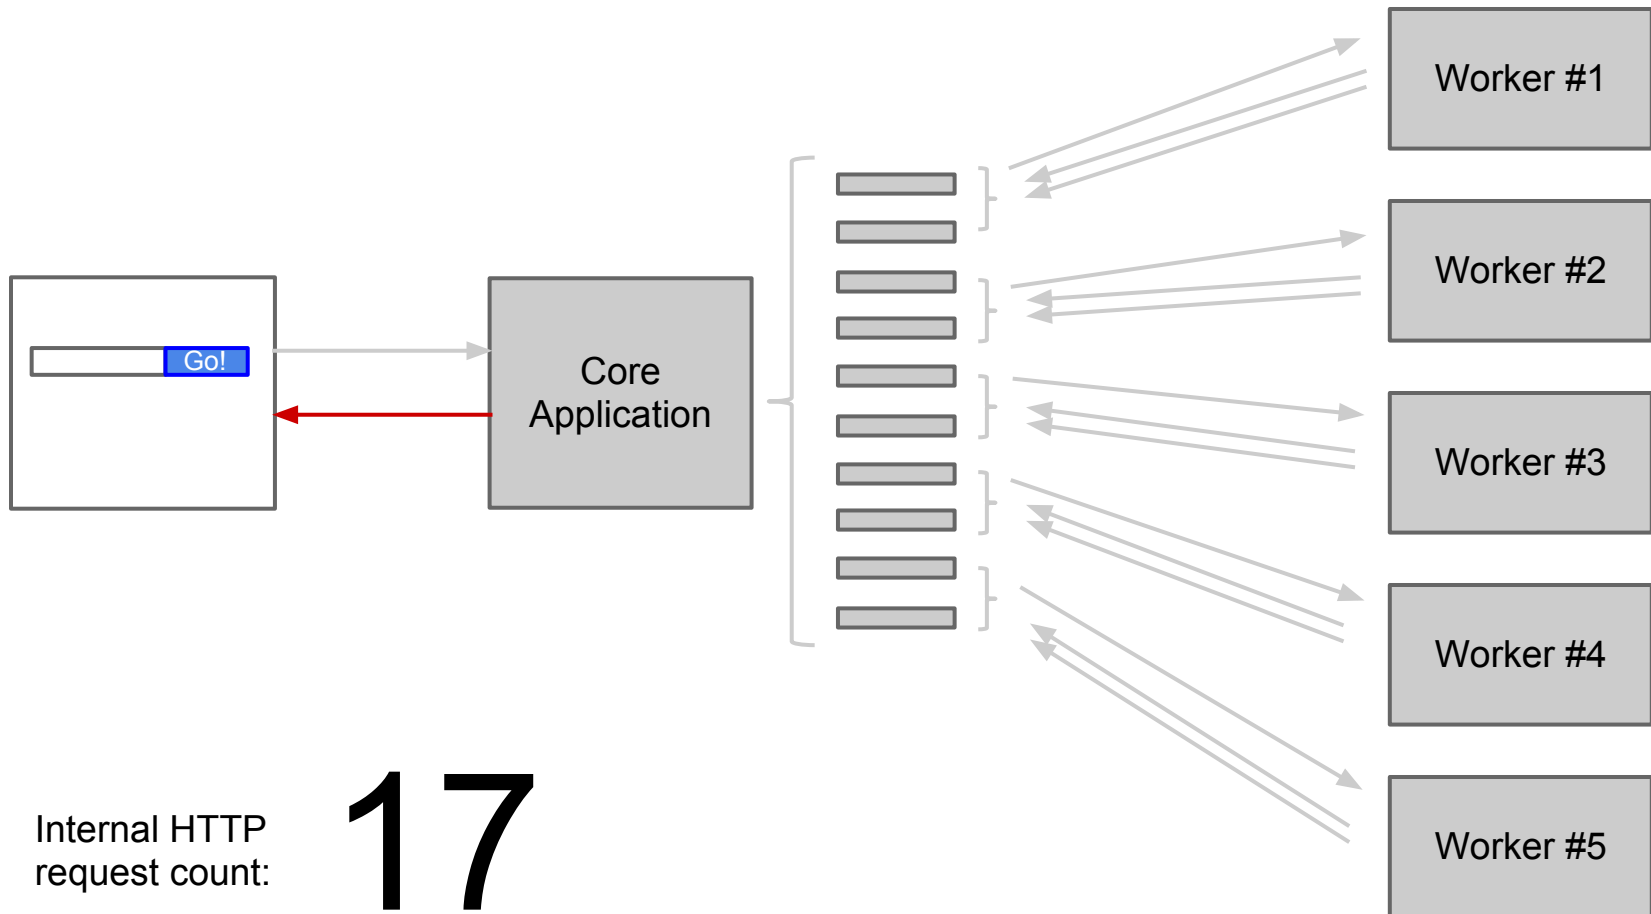 Worker #1
Worker #2
Go!
Core
Application
Worker #3
Worker #4
Internal HTTP
request count:
17
Worker #5